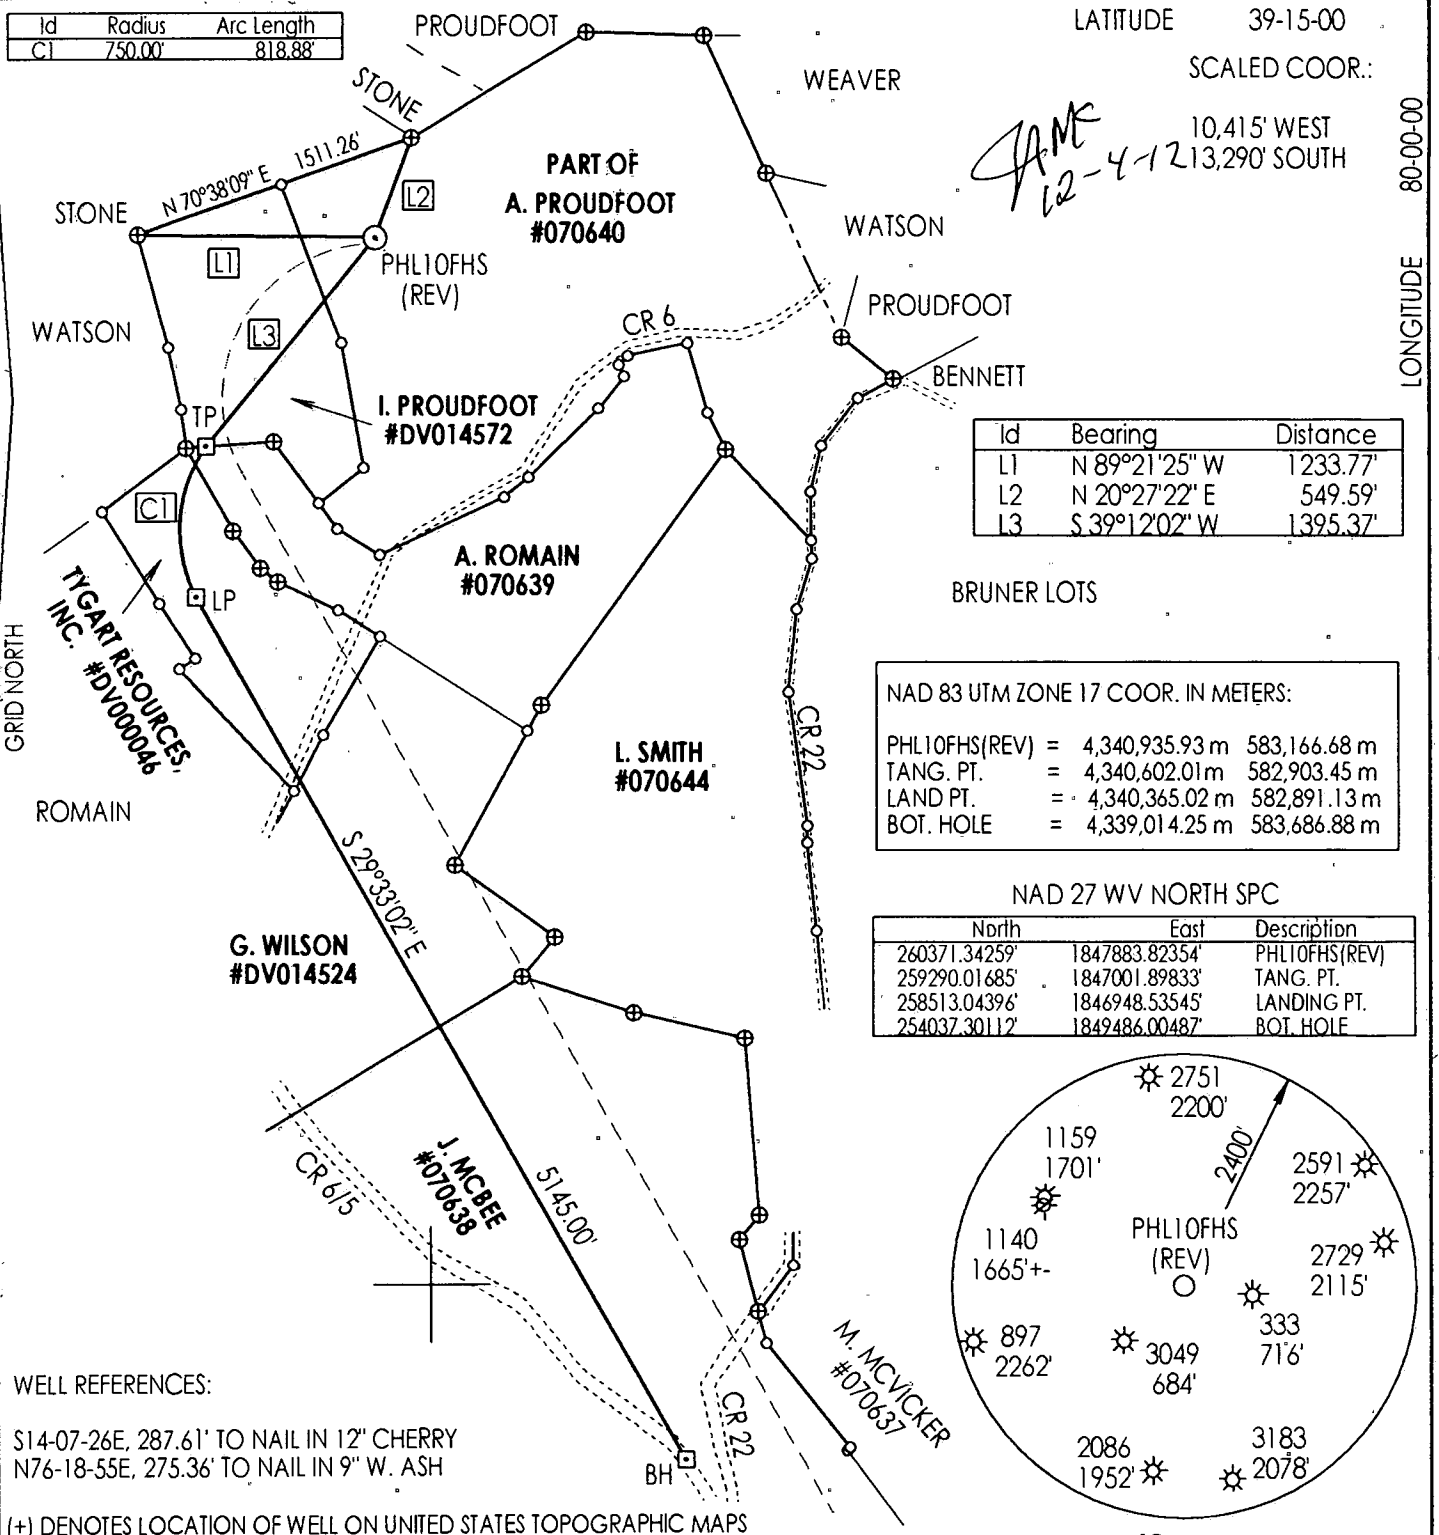 Id Radius Arc Length
C1 750.00' 818.88'
PROUDFOOT
LATITUDE 39-15-00
SCALED COOR.:
10,415' WEST
13,290' SOUTH
12-4-12
LONGITUDE 80-00-00
WEAVER
STONE
N 70°38'09" E 1511.26'
PART OF
A. PROUDFOOT
#070640
L2
STONE
L1
PHL10FHS
(REV)
WATSON
PROUDFOOT
WATSON
L3
CR 6
BENNETT
TP
I. PROUDFOOT
#DV014572
Id Bearing Distance
L1 N 89°21'25" W 1233.77'
L2 N 20°27'22" E 549.59'
L3 S 39°12'02" W 1395.37'
C1
A. ROMAIN
#070639
LP
BRUNER LOTS
TYGART RESOURCES,
INC. #DV000046
GRID NORTH
NAD 83 UTM ZONE 17 COOR. IN METERS:
PHL10FHS(REV) = 4,340,935.93 m 583,166.68 m
TANG. PT. = 4,340,602.01m 582,903.45 m
LAND PT. = 4,340,365.02 m 582,891.13 m
BOT. HOLE = 4,339,014.25 m 583,686.88 m
CR 22
L. SMITH
#070644
ROMAIN
S 29°33'02" E
NAD 27 WV NORTH SPC
North East Description
260371.34259' 1847883.82354' PHL10FHS(REV)
259290.01685' 1847001.89833' TANG. PT.
258513.04396' 1846948.53545' LANDING PT.
254037.30112' 1849486.00487' BOT. HOLE
G. WILSON
#DV014524
CR 6/5
J. MCBEE
#070638
5145.00'
2751
2200'
1159
1701'
2400'
2591
2257'
1140
1665'+-
PHL10FHS
(REV)
2729
2115'
897
2262'
3049
684'
333
716'
2086
1952'
3183
2078'
M. MCVICKER
#070637
CR 22
BH
WELL REFERENCES:
S14-07-26E, 287.61' TO NAIL IN 12" CHERRY
N76-18-55E, 275.36' TO NAIL IN 9" W. ASH
(+) DENOTES LOCATION OF WELL ON UNITED STATES TOPOGRAPHIC MAPS